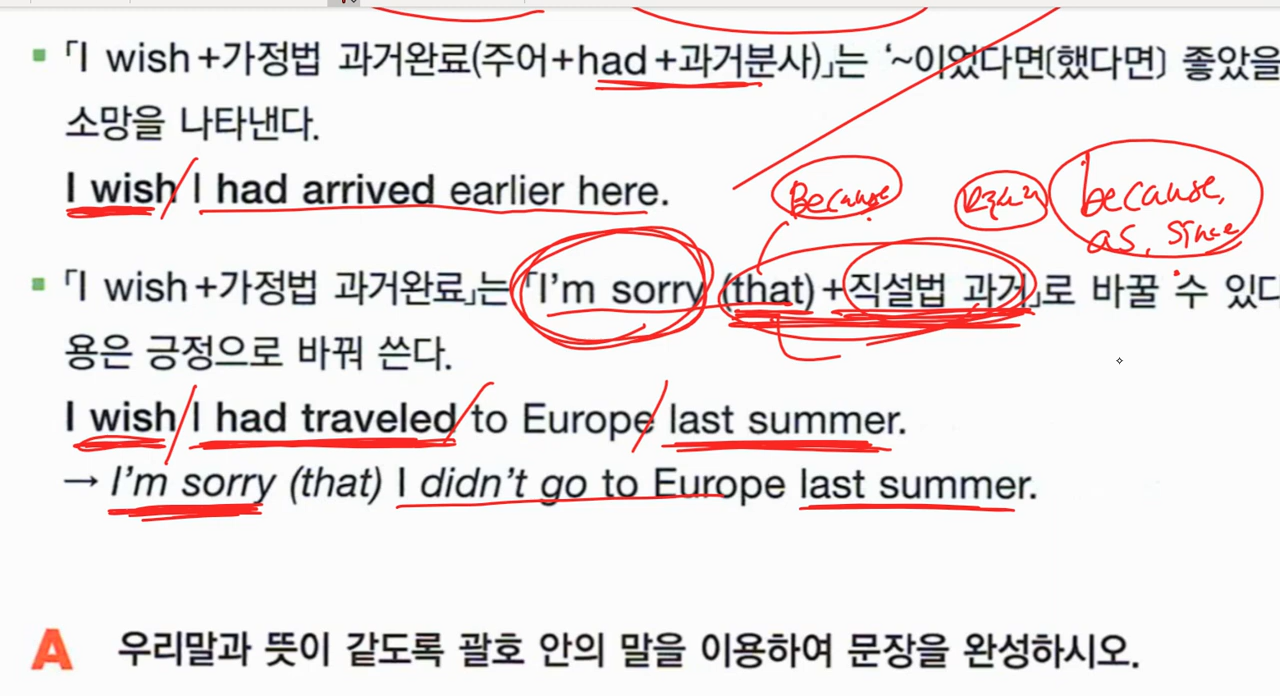 「I wish+가정법 과거완료(주어+had+과거분사)」는 '~이었다면(했다면) 좋았을
소망을 나타낸다.
Because
because,
as, since
I wish I had arrived earlier here.
「I wish+가정법 과거완료」는 「I'm sorry (that)+직설법 과거」로 바꿀 수 있다
용은 긍정으로 바꿔 쓴다.
I wish I had traveled to Europe last summer.
→ I'm sorry (that) I didn't go to Europe last summer.
A 우리말과 뜻이 같도록 괄호 안의 말을 이용하여 문장을 완성하시오.